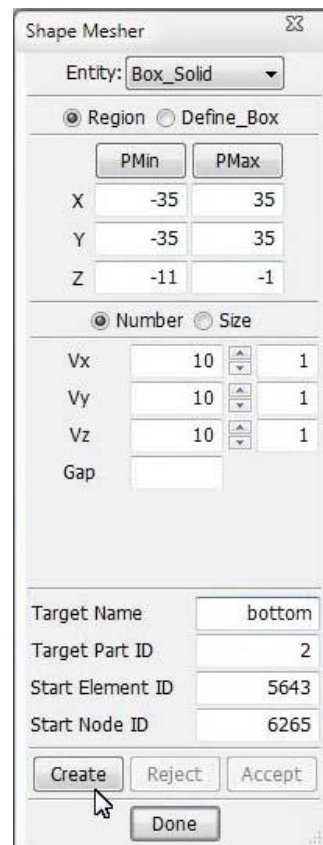 Shape Mesher
Entity: Box_Solid
Region Define_Box
PMin PMax
X -35 35
Y -35 35
Z -11 -1
Number Size
Vx 10 1
Vy 10 1
Vz 10 1
Gap
Target Name bottom
Target Part ID 2
Start Element ID 5643
Start Node ID 6265
Create Reject Accept
Done